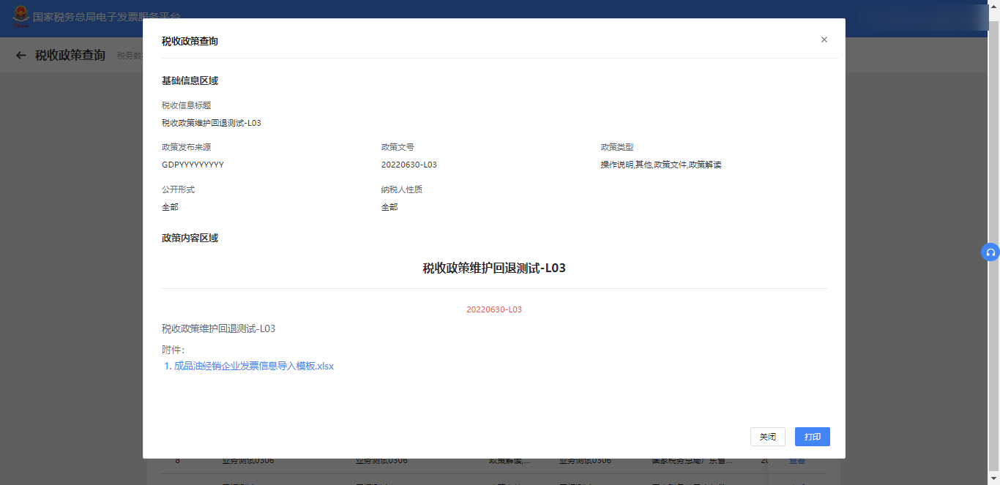 国家税务总局电子发票服务平台
税收政策查询
税收政策查询 税务数
基础信息区域
税收信息标题
税收政策维护回退测试-L03
政策发布来源 政策文号 政策类型
GDPYYYYYYYYY 20220630-L03 操作说明,其他,政策文件,政策解读
公开形式 纳税人性质
全部 全部
政策内容区域
税收政策维护回退测试-L03
20220630-L03
税收政策维护回退测试-L03
附件:
1. 成品油经销企业发票信息导入模板.xlsx
关闭 打印
8 业务测试0306 业务测试0306 政策解读,... 业务测试0306 国家税务总局广东省... 20 查看